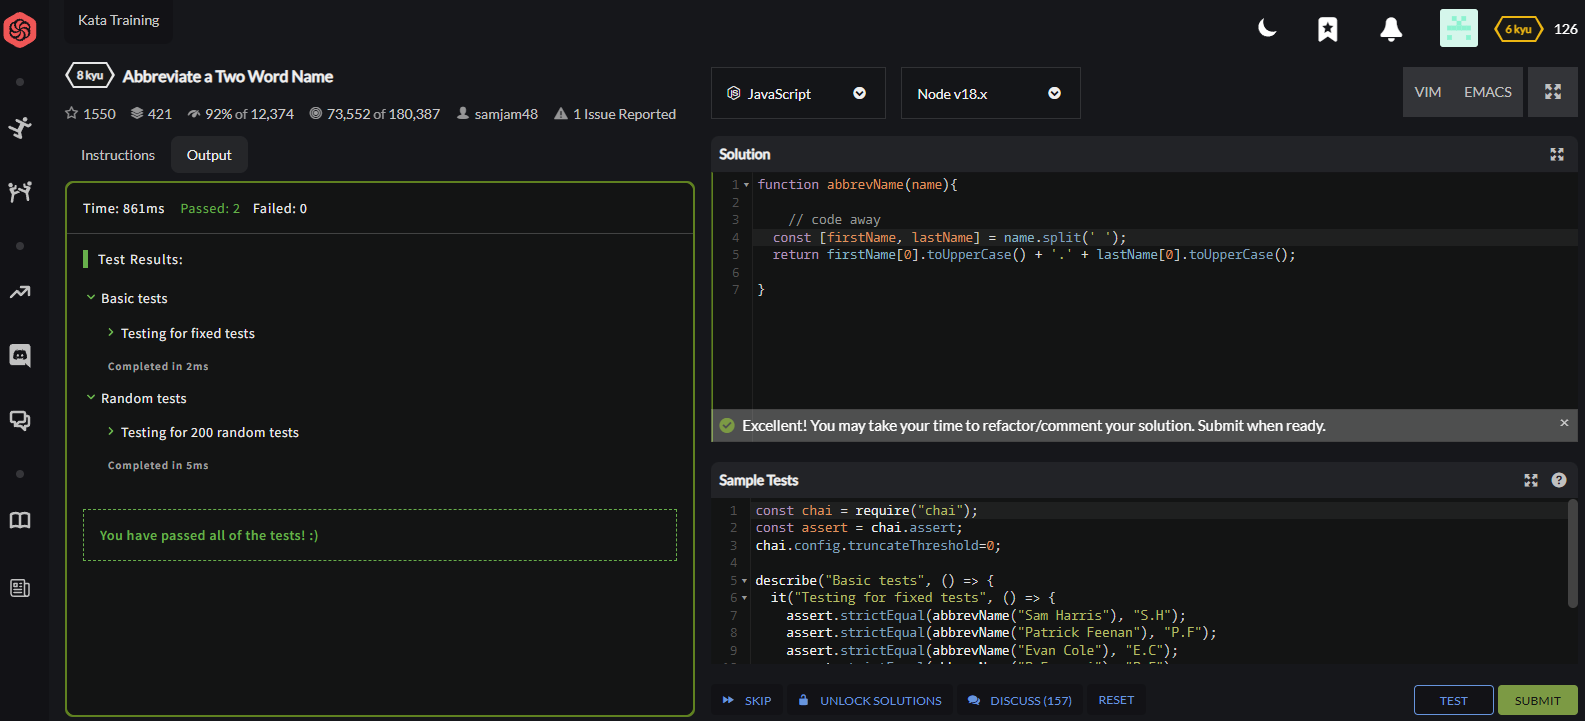 Kata Training
6 kyu 126
8 kyu Abbreviate a Two Word Name
1550 421 92% of 12,374 73,552 of 180,387 samjam48 1 Issue Reported
Instructions Output
Time: 861ms Passed: 2 Failed: 0
Test Results:
Basic tests
Testing for fixed tests
Completed in 2ms
Random tests
Testing for 200 random tests
Completed in 5ms
You have passed all of the tests! :)
JavaScript Node v18.x VIM EMACS
Solution
1 function abbrevName(name){
2
3 // code away
4 const [firstName, lastName] = name.split(' ');
5 return firstName[0].toUpperCase() + '.' + lastName[0].toUpperCase();
6
7 }
Excellent! You may take your time to refactor/comment your solution. Submit when ready. ×
Sample Tests ?
1 const chai = require("chai");
2 const assert = chai.assert;
3 chai.config.truncateThreshold=0;
4
5 describe("Basic tests", () => {
6 it("Testing for fixed tests", () => {
7 assert.strictEqual(abbrevName("Sam Harris"), "S.H");
8 assert.strictEqual(abbrevName("Patrick Feenan"), "P.F");
9 assert.strictEqual(abbrevName("Evan Cole"), "E.C");
SKIP UNLOCK SOLUTIONS DISCUSS (157) RESET TEST SUBMIT